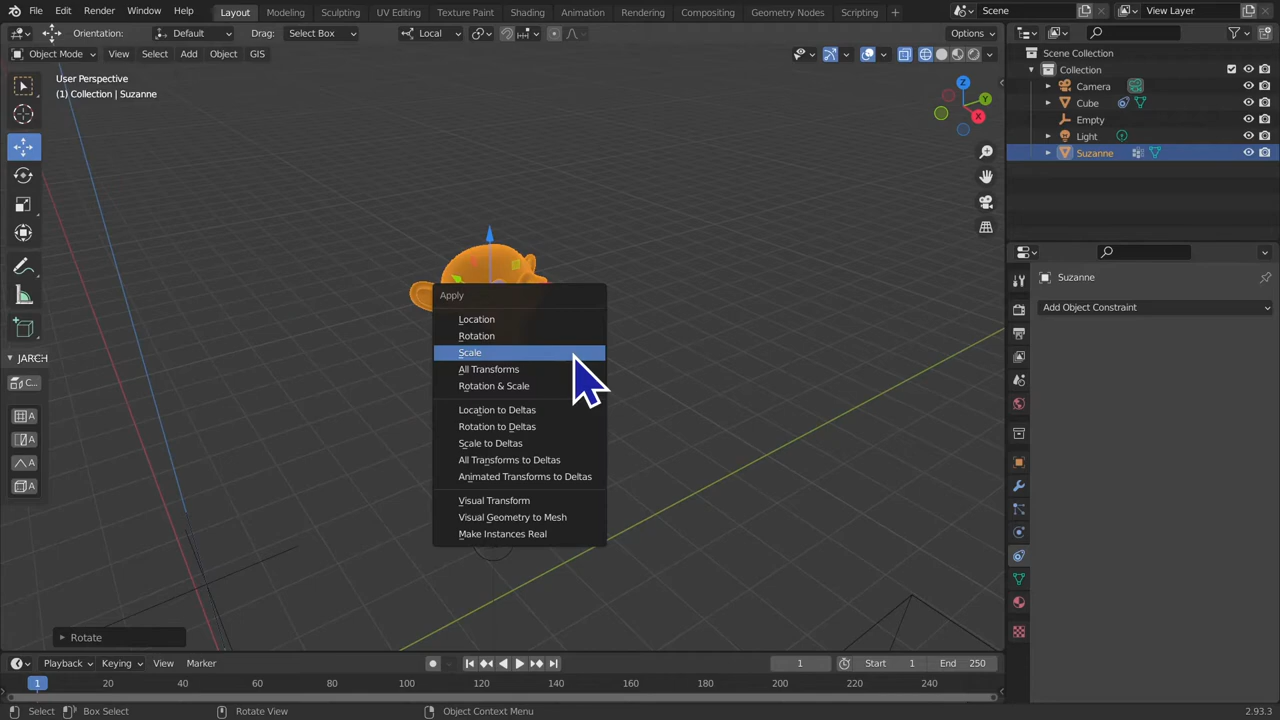 File Edit Render Window Help Layout Modeling Sculpting UV Editing Texture Paint Shading Animation Rendering Compositing Geometry Nodes Scripting + Scene View Layer
Orientation: Default Drag: Select Box Local Options
Object Mode View Select Add Object GIS
User Perspective
(1) Collection | Suzanne
Z
Y
X
Scene Collection
Collection
Camera
Cube
Empty
Light
Suzanne
Suzanne
Add Object Constraint
JARCH
C...
A
A
A
A
Apply
Location
Rotation
Scale
All Transforms
Rotation & Scale
Location to Deltas
Rotation to Deltas
Scale to Deltas
All Transforms to Deltas
Animated Transforms to Deltas
Visual Transform
Visual Geometry to Mesh
Make Instances Real
Rotate
Playback Keying View Marker 1 Start 1 End 250
1 20 40 60 80 100 120 140 160 180 200 220 240
Select Box Select Rotate View Object Context Menu 2.93.3